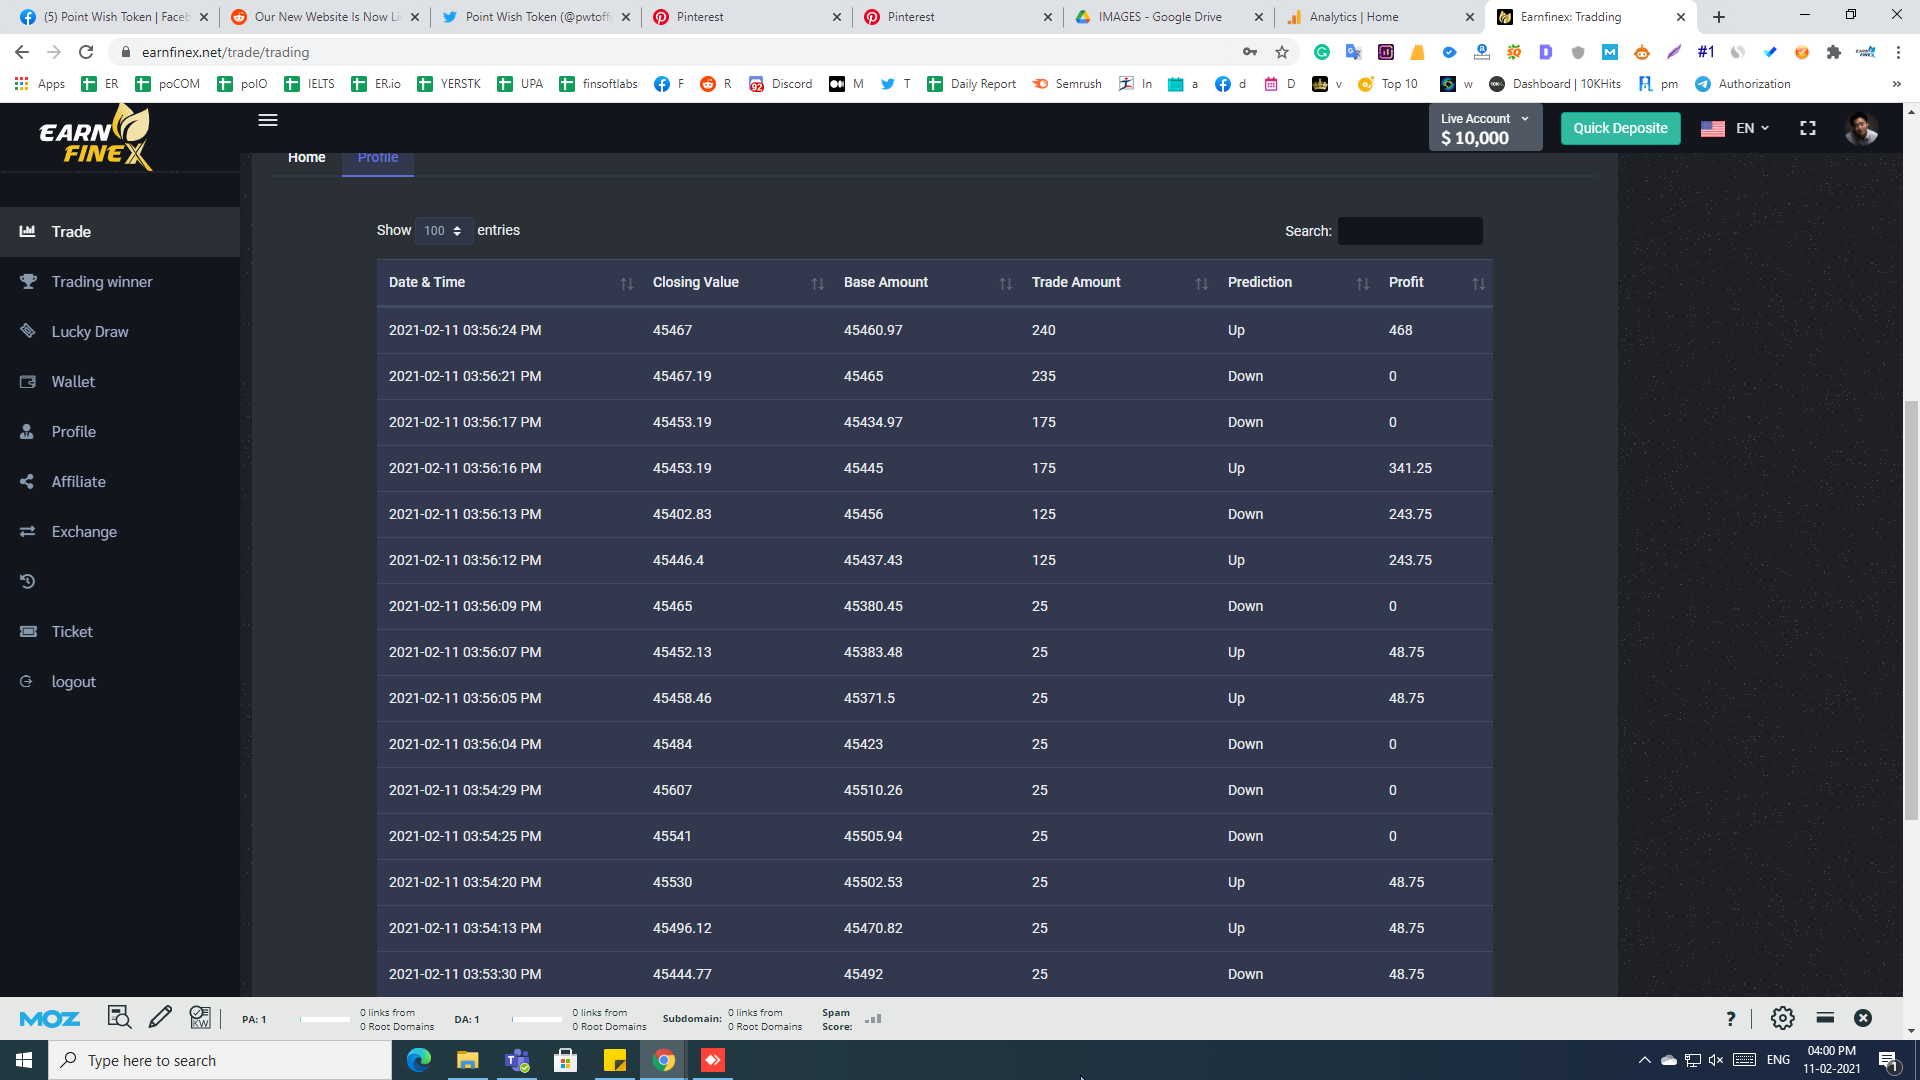 (5) Point Wish Token | Faceb
Our New Website Is Now Li
Point Wish Token (@pwtoffi
Pinterest
Pinterest
IMAGES - Google Drive
Analytics | Home
Earnfinex: Tradding
earnfinex.net/trade/trading
#1
Apps
ER
poCOM
poIO
IELTS
ER.io
YERSTK
UPA
finsoftlabs
F
R
Discord
M
T
Daily Report
Semrush
In
a
d
D
v
Top 10
w
Dashboard | 10KHits
pm
Authorization
EARN
FINEX
Live Account
$ 10,000
Quick Deposite
EN
Home
Profile
Trade
Trading winner
Lucky Draw
Wallet
Profile
Affiliate
Exchange
Ticket
logout
Show 100 entries
Search:
Date & Time Closing Value Base Amount Trade Amount Prediction Profit
2021-02-11 03:56:24 PM 45467 45460.97 240 Up 468
2021-02-11 03:56:21 PM 45467.19 45465 235 Down 0
2021-02-11 03:56:17 PM 45453.19 45434.97 175 Down 0
2021-02-11 03:56:16 PM 45453.19 45445 175 Up 341.25
2021-02-11 03:56:13 PM 45402.83 45456 125 Down 243.75
2021-02-11 03:56:12 PM 45446.4 45437.43 125 Up 243.75
2021-02-11 03:56:09 PM 45465 45380.45 25 Down 0
2021-02-11 03:56:07 PM 45452.13 45383.48 25 Up 48.75
2021-02-11 03:56:05 PM 45458.46 45371.5 25 Up 48.75
2021-02-11 03:56:04 PM 45484 45423 25 Down 0
2021-02-11 03:54:29 PM 45607 45510.26 25 Down 0
2021-02-11 03:54:25 PM 45541 45505.94 25 Down 0
2021-02-11 03:54:20 PM 45530 45502.53 25 Up 48.75
2021-02-11 03:54:13 PM 45496.12 45470.82 25 Up 48.75
2021-02-11 03:53:30 PM 45444.77 45492 25 Down 48.75
MOZ
PA: 1
0 links from
0 Root Domains
DA: 1
0 links from
0 Root Domains
Subdomain:
0 links from
0 Root Domains
Spam
Score:
?
Type here to search
ENG
04:00 PM
11-02-2021
1